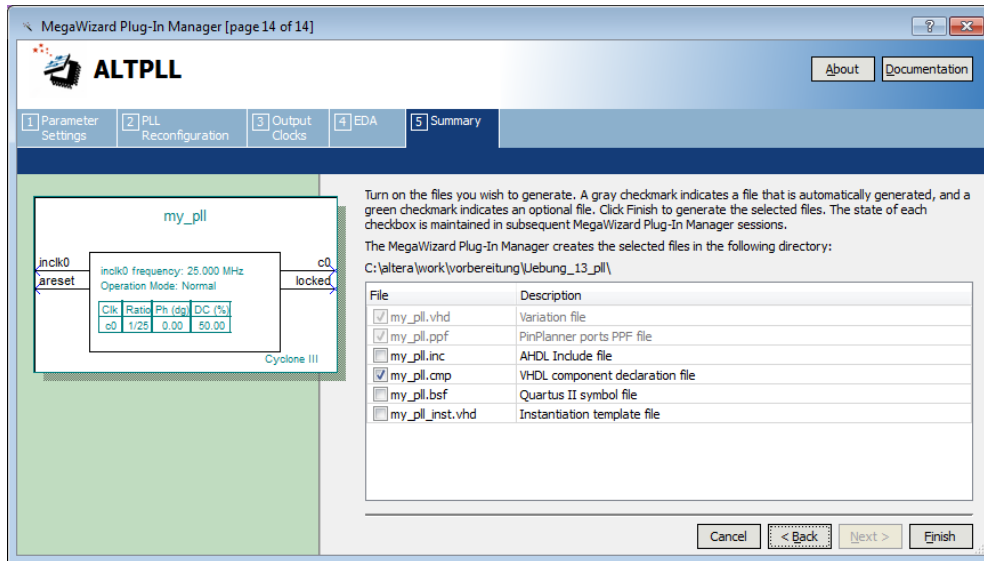 MegaWizard Plug-In Manager [page 14 of 14]
ALTPLL
About
Documentation
1 Parameter Settings
2 PLL Reconfiguration
3 Output Clocks
4 EDA
5 Summary
my_pll
inclk0
areset
c0
locked
inclk0 frequency: 25.000 MHz
Operation Mode: Normal
Clk Ratio Ph (dg) DC (%)
c0 1/25 0.00 50.00
Cyclone III
Turn on the files you wish to generate. A gray checkmark indicates a file that is automatically generated, and a
green checkmark indicates an optional file. Click Finish to generate the selected files. The state of each
checkbox is maintained in subsequent MegaWizard Plug-In Manager sessions.
The MegaWizard Plug-In Manager creates the selected files in the following directory:
C:\altera\work\vorbereitung\Uebung_13_pll\
File Description
my_pll.vhd Variation file
my_pll.ppf PinPlanner ports PPF file
my_pll.inc AHDL Include file
my_pll.cmp VHDL component declaration file
my_pll.bsf Quartus II symbol file
my_pll_inst.vhd Instantiation template file
Cancel
< Back
Next >
Finish